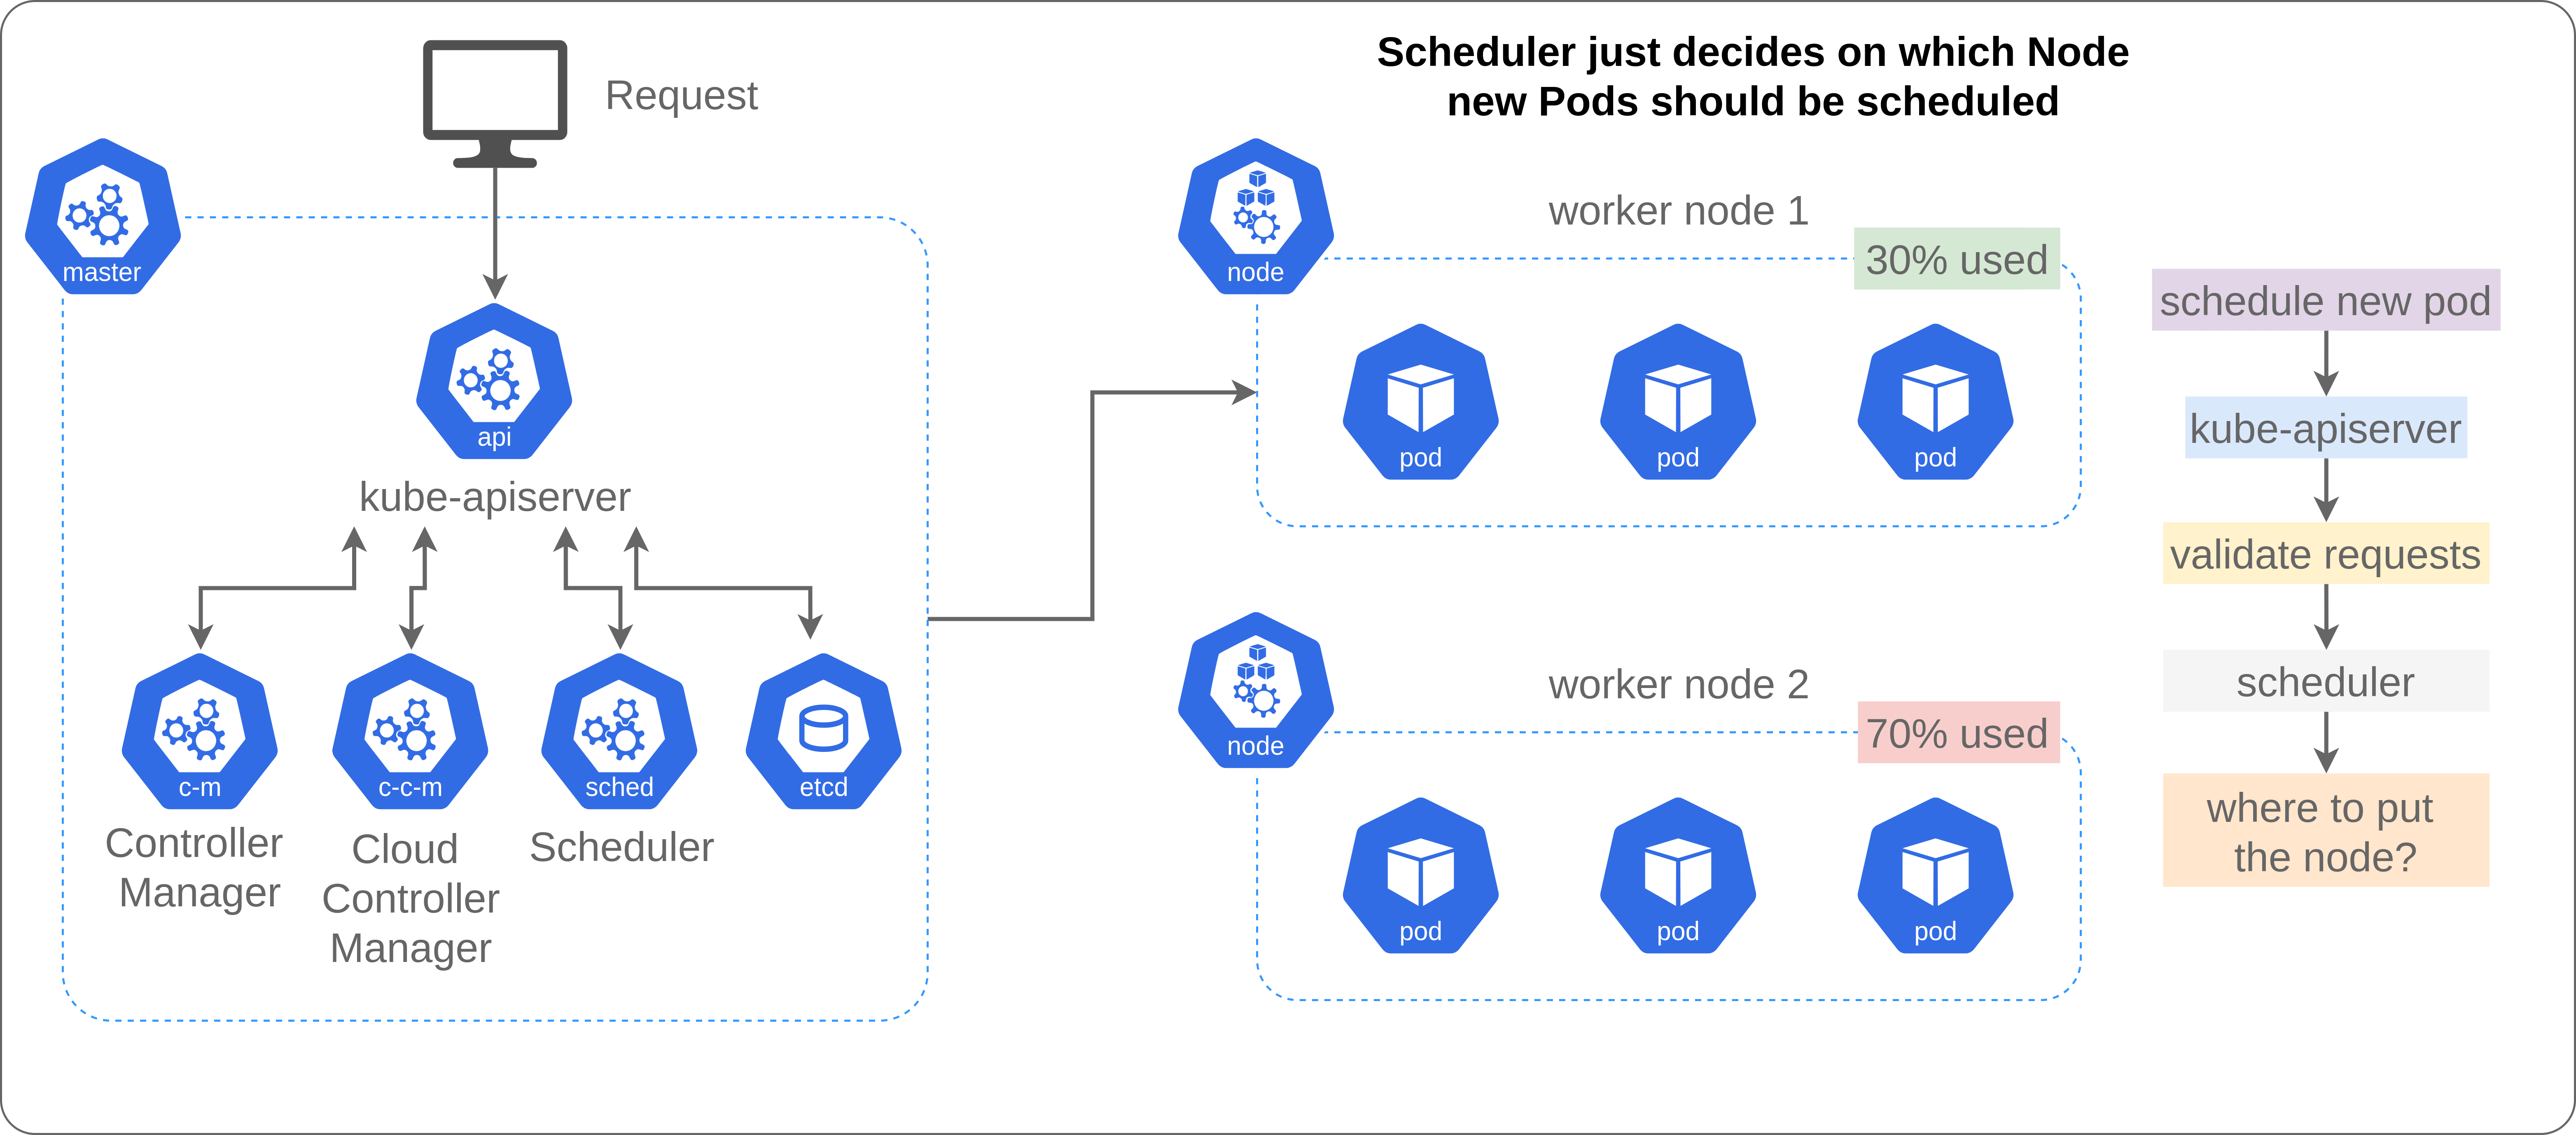 Request
master
api
kube-apiserver
c-m
Controller
Manager
c-c-m
Cloud
Controller
Manager
sched
Scheduler
etcd
Scheduler just decides on which Node
new Pods should be scheduled
node
worker node 1
30% used
pod
pod
pod
node
worker node 2
70% used
pod
pod
pod
schedule new pod
kube-apiserver
validate requests
scheduler
where to put
the node?